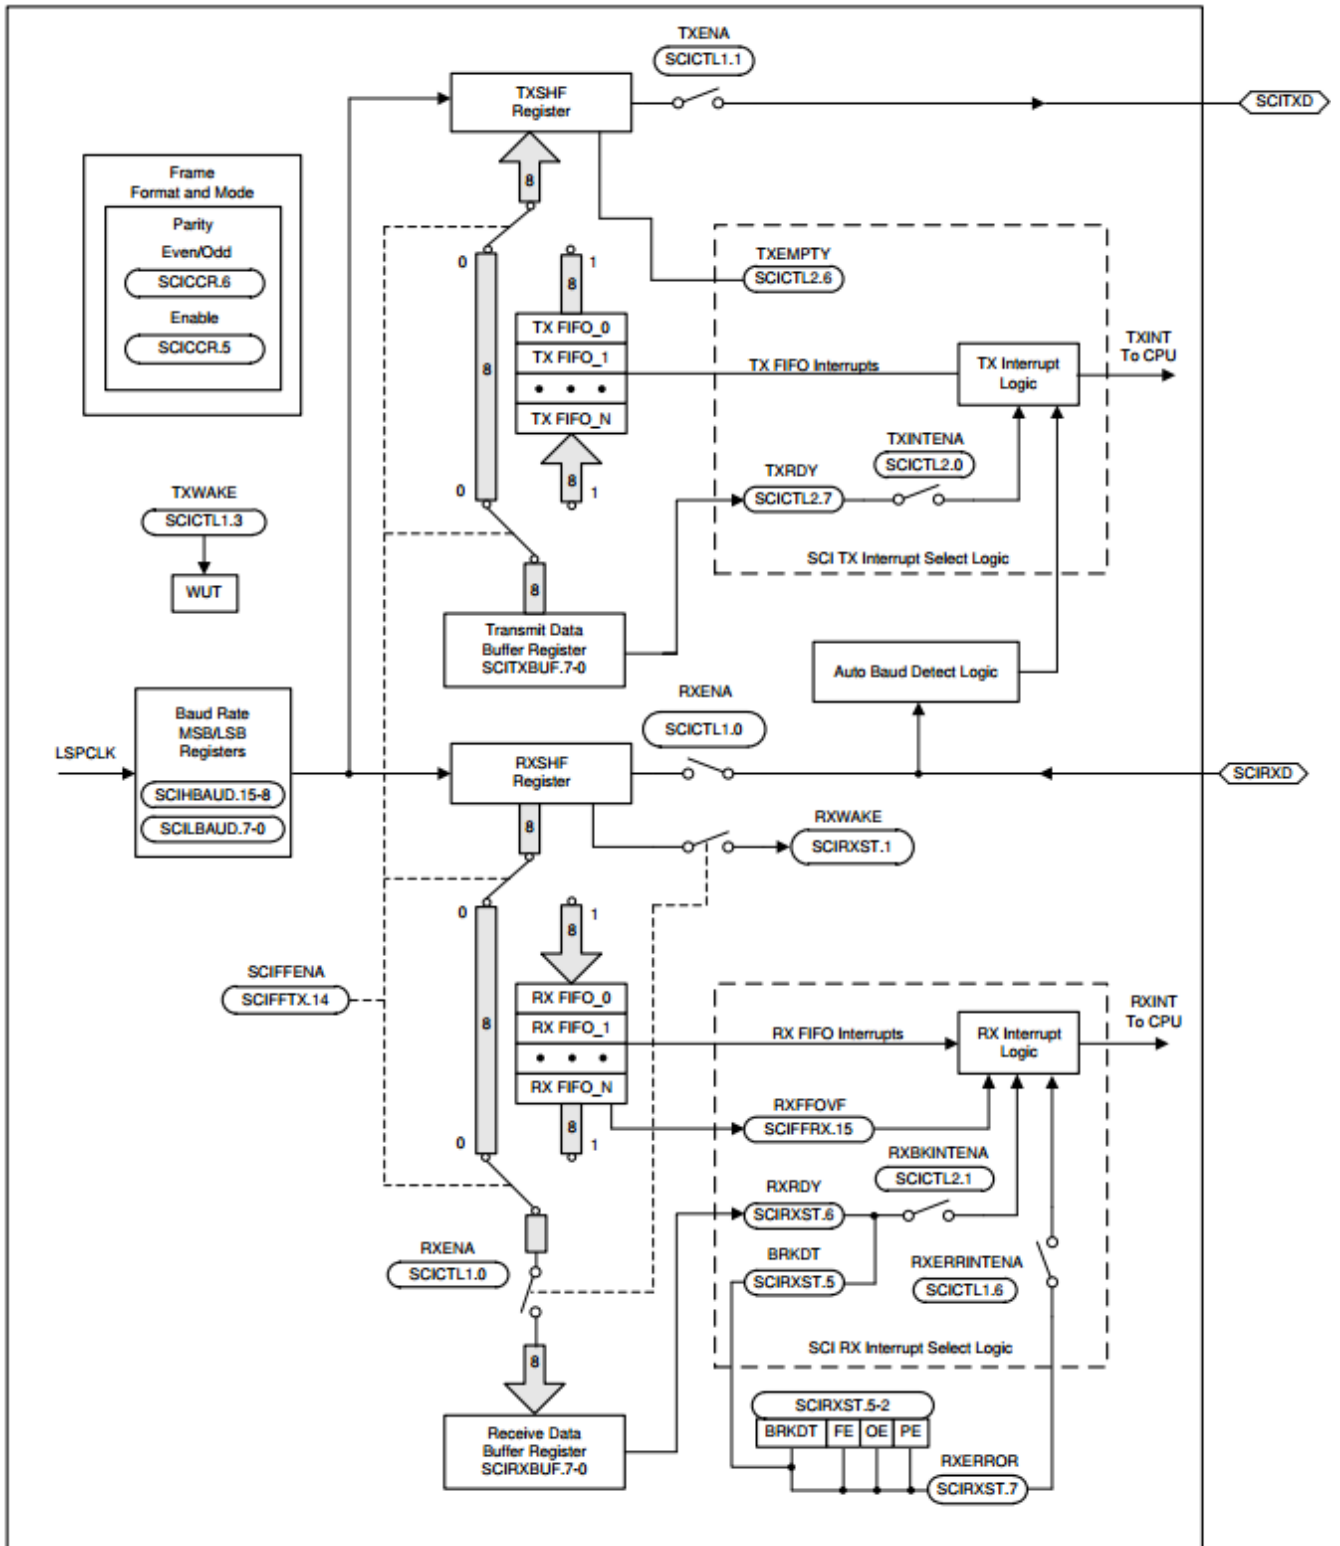 TXENA
SCICTL1.1
TXSHF
Register
SCITXD
8
Frame
Format and Mode
Parity
Even/Odd
SCICCR.6
Enable
SCICCR.5
0
1
8
TXEMPTY
SCICTL2.6
TX FIFO_0
TX FIFO_1
• • •
TX FIFO_N
8
TX FIFO Interrupts
TX Interrupt
Logic
TXINT
To CPU
TXINTENA
SCICTL2.0
TXRDY
SCICTL2.7
8
0
1
SCI TX Interrupt Select Logic
TXWAKE
SCICTL1.3
WUT
8
Transmit Data
Buffer Register
SCITXBUF.7-0
Auto Baud Detect Logic
RXENA
SCICTL1.0
LSPCLK
Baud Rate
MSB/LSB
Registers
SCIHBAUD.15-8
SCILBAUD.7-0
RXSHF
Register
SCIRXD
8
RXWAKE
SCIRXST.1
0
1
8
SCIFFENA
SCIFFTX.14
RX FIFO_0
RX FIFO_1
• • •
RX FIFO_N
8
RX FIFO Interrupts
RX Interrupt
Logic
RXINT
To CPU
RXFFOVF
SCIFFRX.15
8
0
1
RXBKINTENA
SCICTL2.1
RXRDY
SCIRXST.6
BRKDT
SCIRXST.5
RXERRINTENA
SCICTL1.6
RXENA
SCICTL1.0
SCI RX Interrupt Select Logic
8
SCIRXST.5-2
BRKDT FE OE PE
Receive Data
Buffer Register
SCIRXBUF.7-0
RXERROR
SCIRXST.7